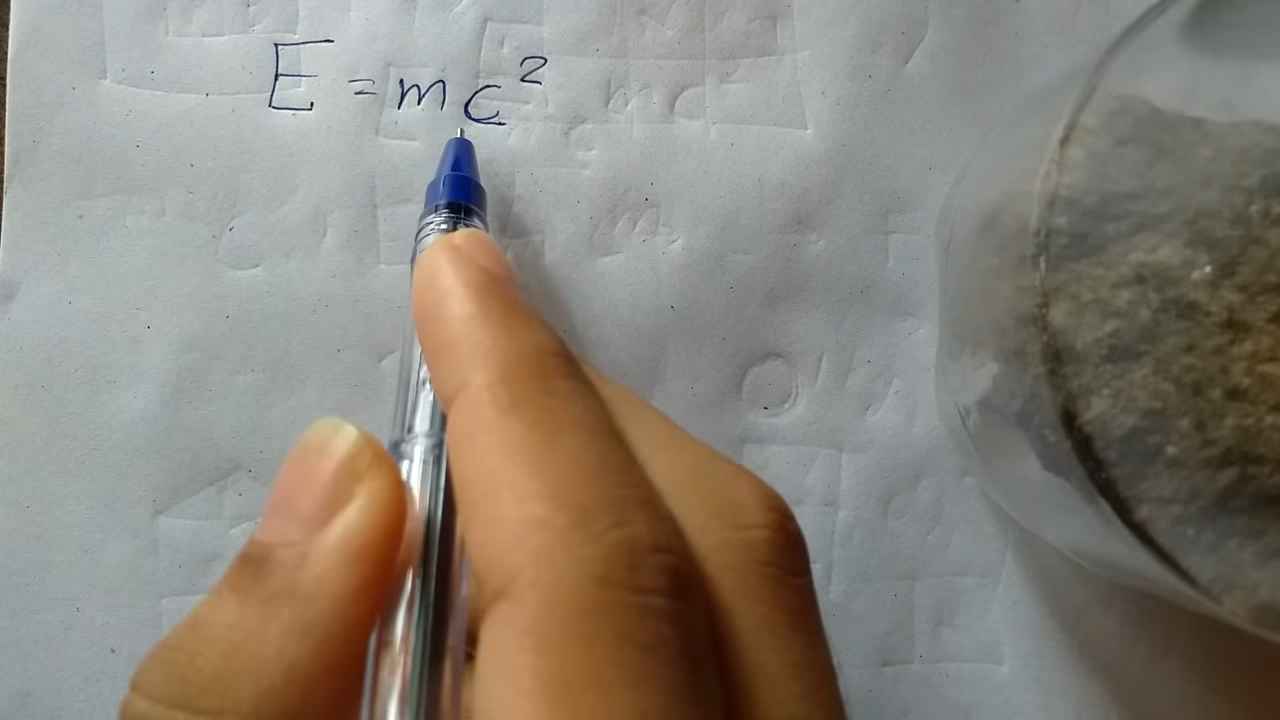 E = mc²